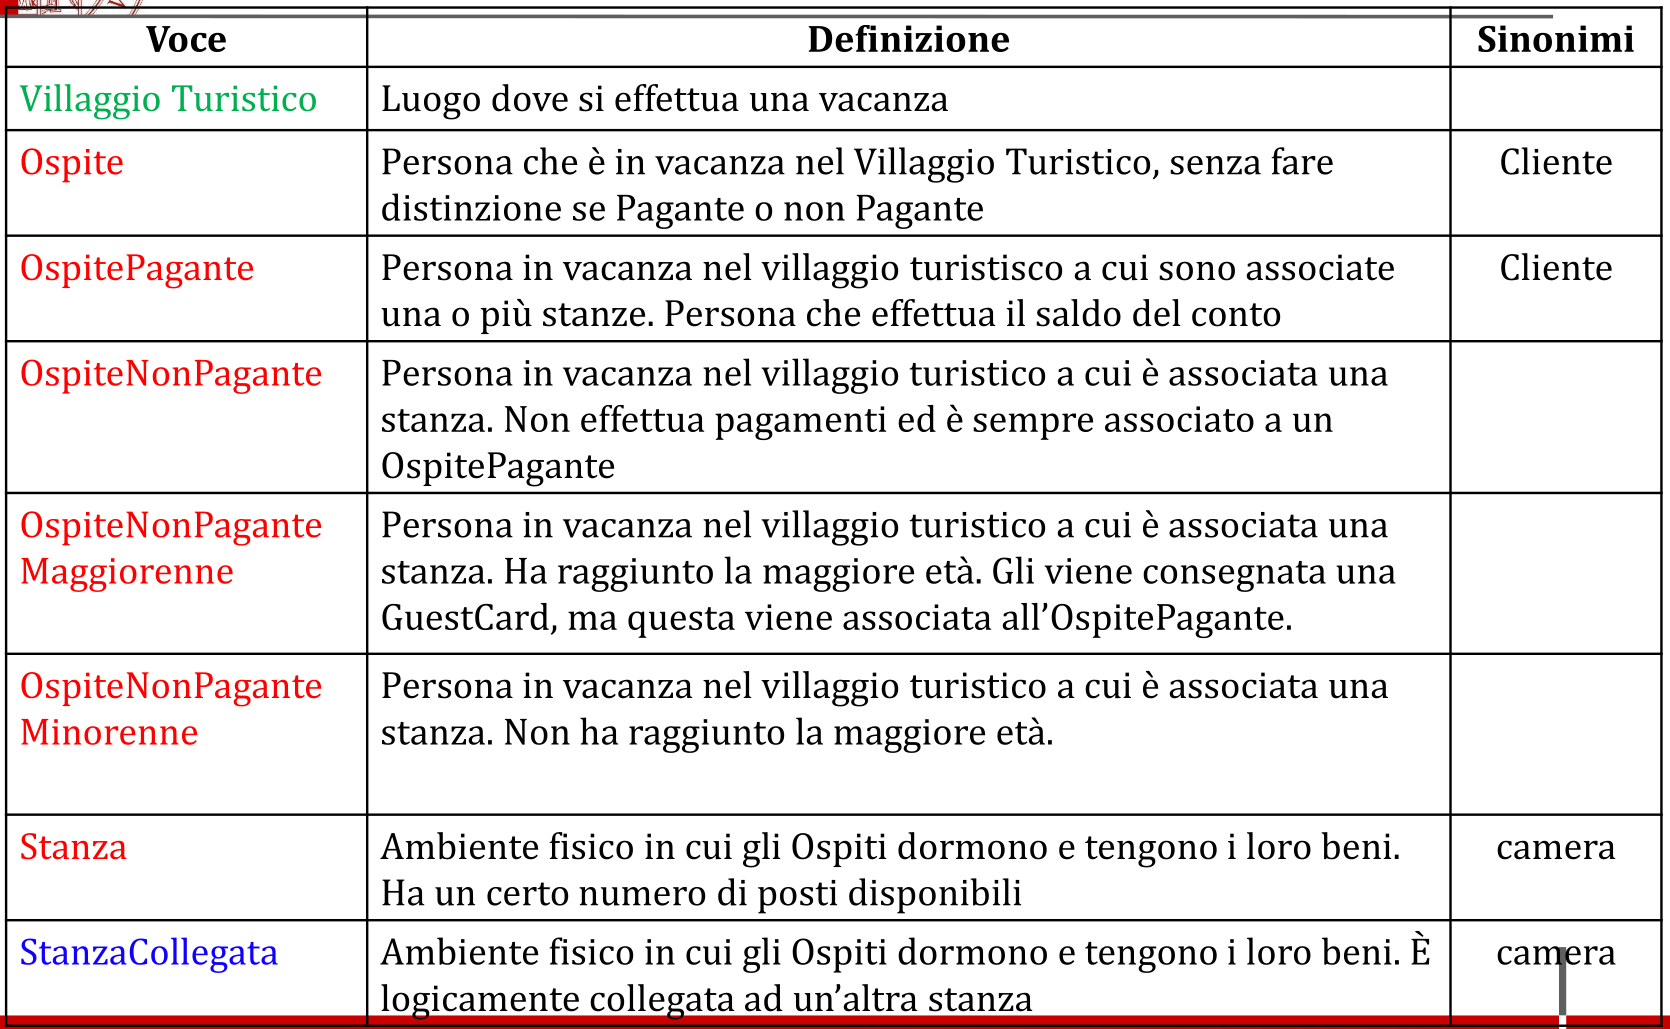 Voce Definizione Sinonimi
Villaggio Turistico Luogo dove si effettua una vacanza
Ospite Persona che è in vacanza nel Villaggio Turistico, senza fare Cliente
distinzione se Pagante o non Pagante
OspitePagante Persona in vacanza nel villaggio turistisco a cui sono associate Cliente
una o più stanze. Persona che effettua il saldo del conto
OspiteNonPagante Persona in vacanza nel villaggio turistico a cui è associata una
stanza. Non effettua pagamenti ed è sempre associato a un
OspitePagante
OspiteNonPagante Persona in vacanza nel villaggio turistico a cui è associata una
Maggiorenne stanza. Ha raggiunto la maggiore età. Gli viene consegnata una
GuestCard, ma questa viene associata all’OspitePagante.
OspiteNonPagante Persona in vacanza nel villaggio turistico a cui è associata una
Minorenne stanza. Non ha raggiunto la maggiore età.
Stanza Ambiente fisico in cui gli Ospiti dormono e tengono i loro beni. camera
Ha un certo numero di posti disponibili
StanzaCollegata Ambiente fisico in cui gli Ospiti dormono e tengono i loro beni. È camera
logicamente collegata ad un’altra stanza